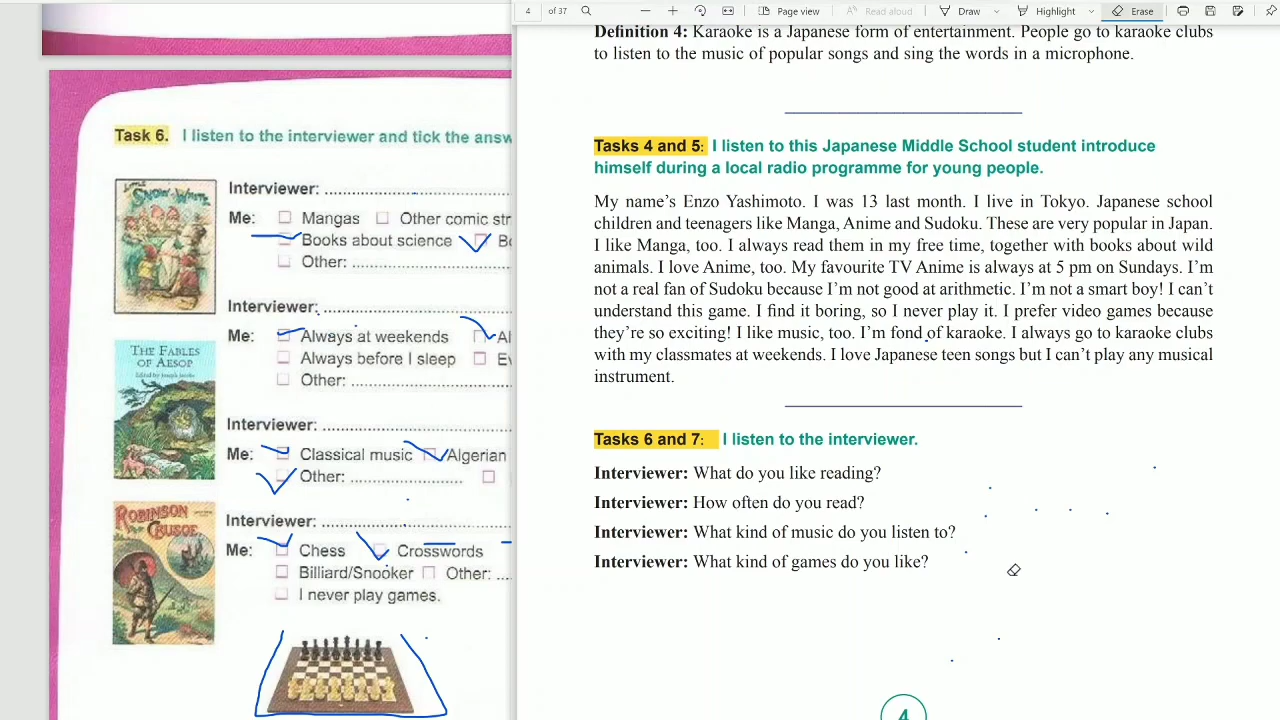 4 of 37 Page view Read aloud Draw Highlight Erase
Task 6. I listen to the interviewer and tick the answ
LITTLE
SNOW-WHITE
Interviewer: ....................................................
Me: Mangas Other comic str
Books about science Bo
Other: ....................................
Interviewer: ....................................................
Me: Always at weekends Al
Always before I sleep Ev
Other: ....................................
THE FABLES
OF AESOP
Interviewer: ....................................................
Me: Classical music Algerian
Other: .........................
ROBINSON
CRUSOE
Interviewer: ....................................................
Me: Chess Crosswords
Billiard/Snooker Other: ....
I never play games.
Definition 4: Karaoke is a Japanese form of entertainment. People go to karaoke clubs
to listen to the music of popular songs and sing the words in a microphone.
Tasks 4 and 5: I listen to this Japanese Middle School student introduce
himself during a local radio programme for young people.
My name's Enzo Yashimoto. I was 13 last month. I live in Tokyo. Japanese school
children and teenagers like Manga, Anime and Sudoku. These are very popular in Japan.
I like Manga, too. I always read them in my free time, together with books about wild
animals. I love Anime, too. My favourite TV Anime is always at 5 pm on Sundays. I'm
not a real fan of Sudoku because I'm not good at arithmetic. I'm not a smart boy! I can't
understand this game. I find it boring, so I never play it. I prefer video games because
they're so exciting! I like music, too. I'm fond of karaoke. I always go to karaoke clubs
with my classmates at weekends. I love Japanese teen songs but I can't play any musical
instrument.
Tasks 6 and 7: I listen to the interviewer.
Interviewer: What do you like reading?
Interviewer: How often do you read?
Interviewer: What kind of music do you listen to?
Interviewer: What kind of games do you like?
4